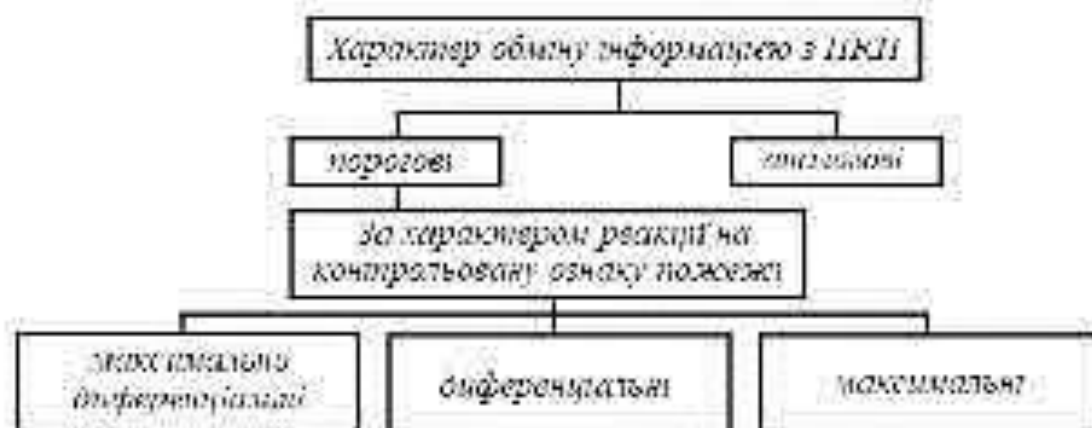 Характер обміну інформацією з ПКП
порогові
аналогові
За характером реакції на
контрольовану ознаку пожежі
максимально
диференціальні
диференціальні
максимальні